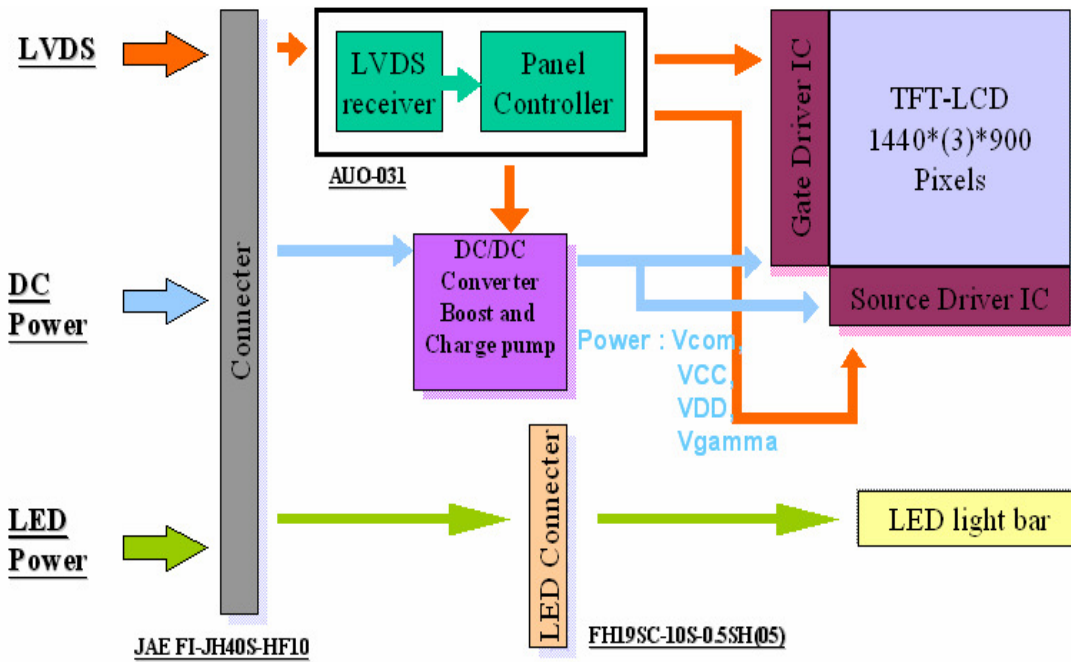 LVDS
DC
Power
LED
Power
Connecter
JAE FI-JH40S-HF10
LVDS
receiver
Panel
Controller
AUO-031
DC/DC
Converter
Boost and
Charge pump
Power : Vcom,
VCC,
VDD,
Vgamma
Gate Driver IC
TFT-LCD
1440*(3)*900
Pixels
Source Driver IC
LED Connecter
FH19SC-10S-0.5SH(05)
LED light bar